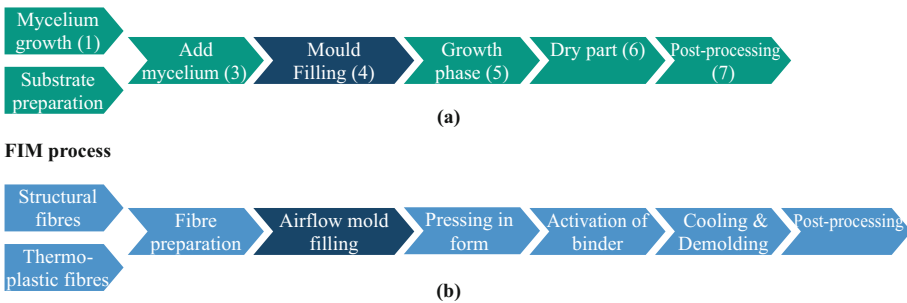 Mycelium
growth (1)
Substrate
preparation
Add
mycelium (3)
Mould
Filling (4)
Growth
phase (5)
Dry part (6)
Post-processing
(7)
(a)
FIM process
Structural
fibres
Thermo-
plastic fibres
Fibre
preparation
Airflow mold
filling
Pressing in
form
Activation of
binder
Cooling &
Demolding
Post-processing
(b)